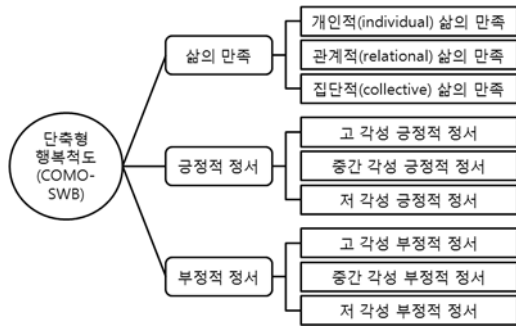 단축형
행복척도
(COMO-
SWB)
삶의 만족
개인적(individual) 삶의 만족
관계적(relational) 삶의 만족
집단적(collective) 삶의 만족
긍정적 정서
고 각성 긍정적 정서
중간 각성 긍정적 정서
저 각성 긍정적 정서
부정적 정서
고 각성 부정적 정서
중간 각성 부정적 정서
저 각성 부정적 정서